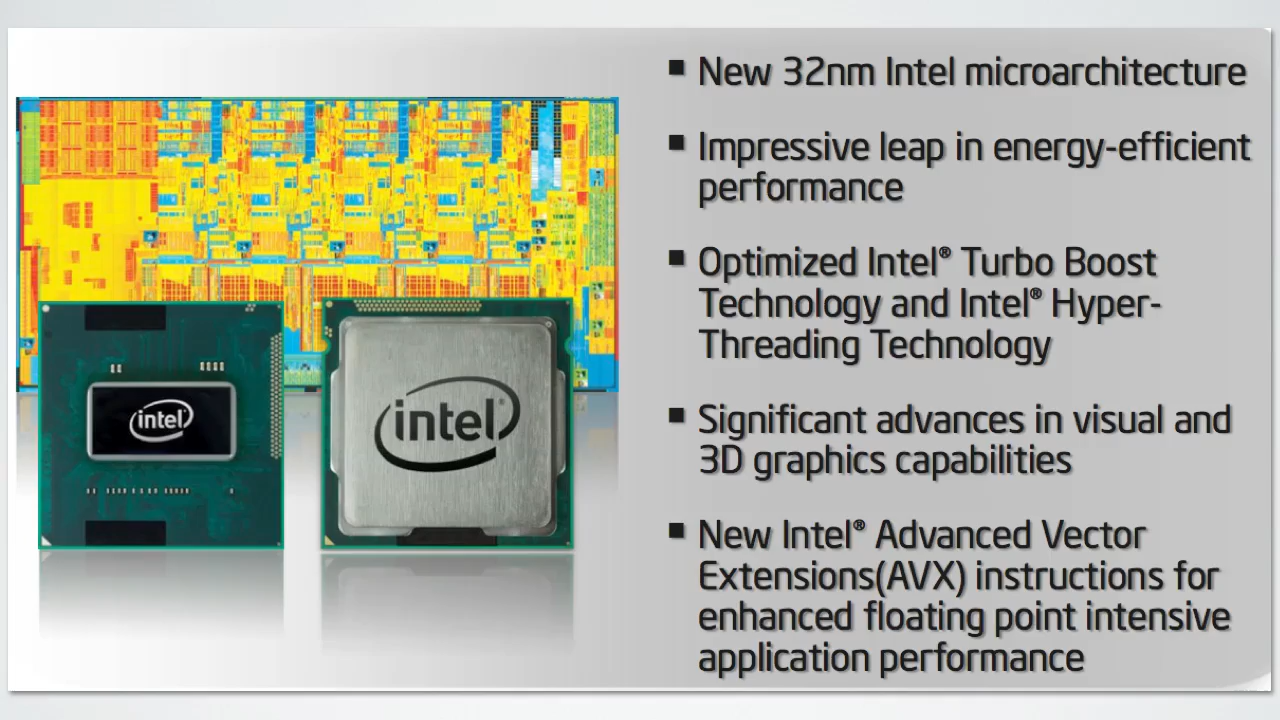 ▪ New 32nm Intel microarchitecture
▪ Impressive leap in energy-efficient
performance
▪ Optimized Intel® Turbo Boost
Technology and Intel® Hyper-
Threading Technology
▪ Significant advances in visual and
3D graphics capabilities
▪ New Intel® Advanced Vector
Extensions(AVX) instructions for
enhanced floating point intensive
application performance
intel
intel®